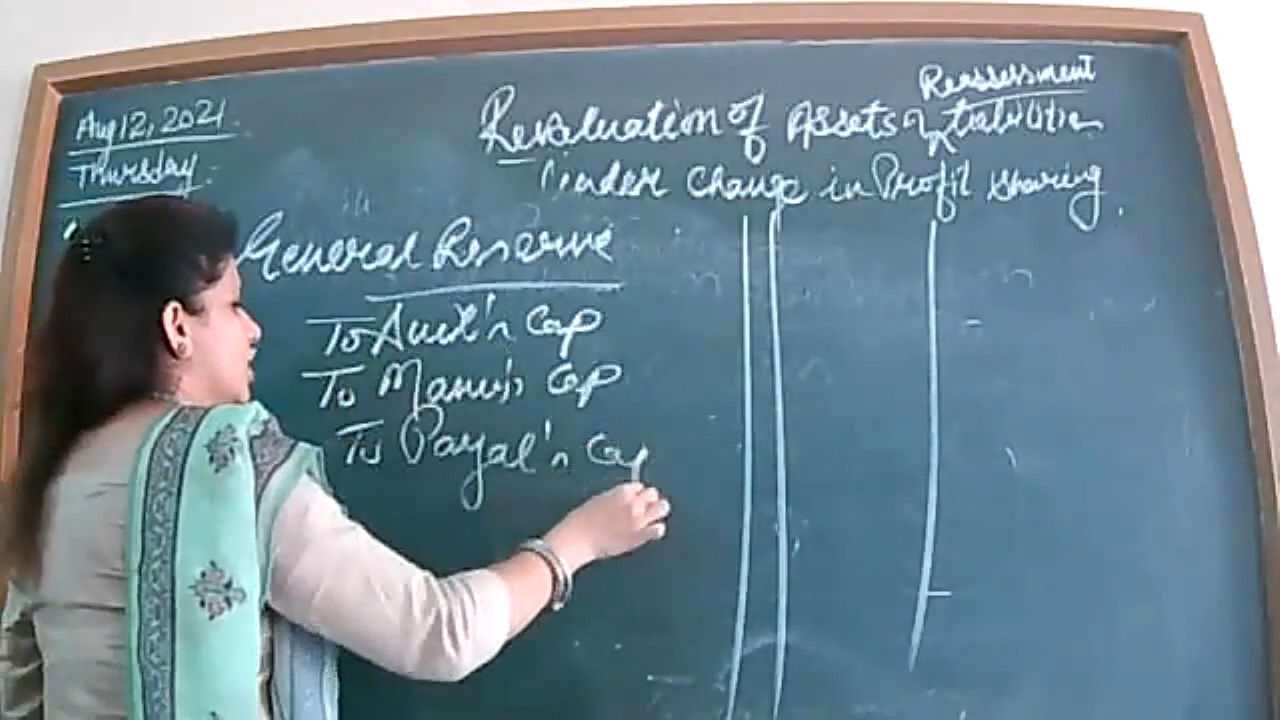 Aug 12, 2021
Thursday
Reassessment
Revaluation of Assets & Liabilities
Under Change in Profit Sharing.
General Reserve
To Amit's Cap
To Manu's Cap
To Payal's Cap